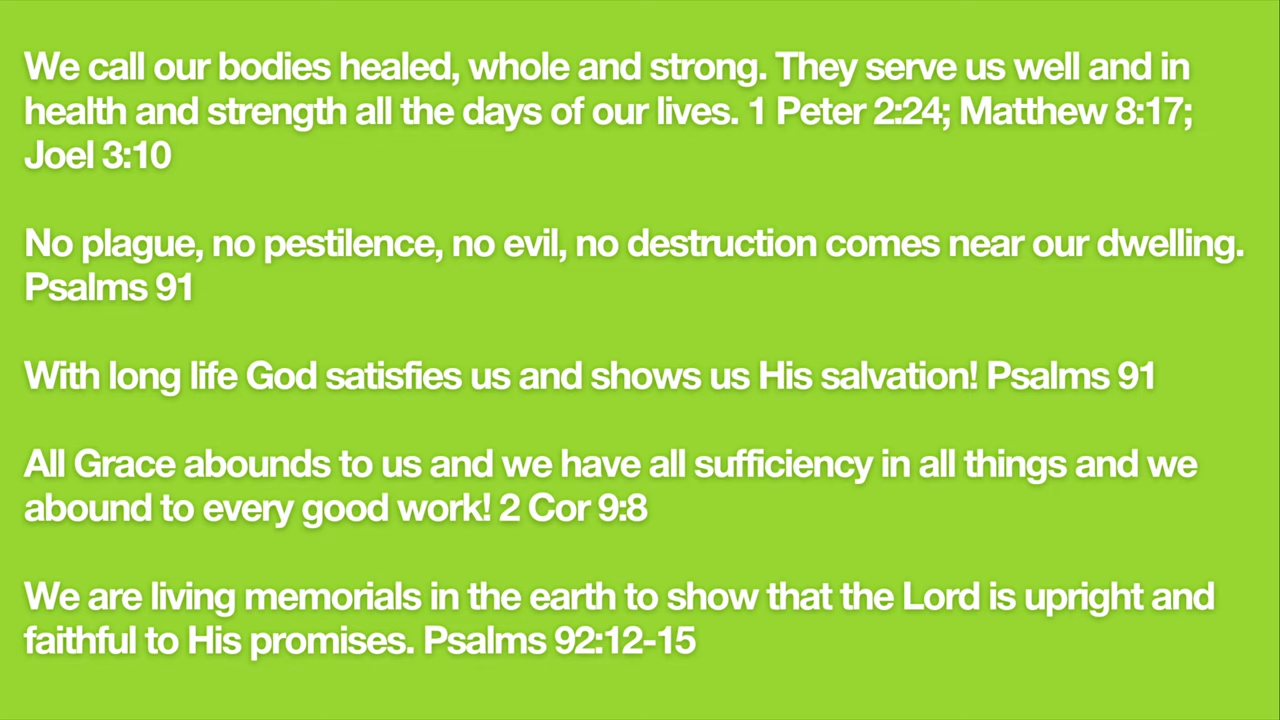 We call our bodies healed, whole and strong. They serve us well and in
health and strength all the days of our lives. 1 Peter 2:24; Matthew 8:17;
Joel 3:10
No plague, no pestilence, no evil, no destruction comes near our dwelling.
Psalms 91
With long life God satisfies us and shows us His salvation! Psalms 91
All Grace abounds to us and we have all sufficiency in all things and we
abound to every good work! 2 Cor 9:8
We are living memorials in the earth to show that the Lord is upright and
faithful to His promises. Psalms 92:12-15